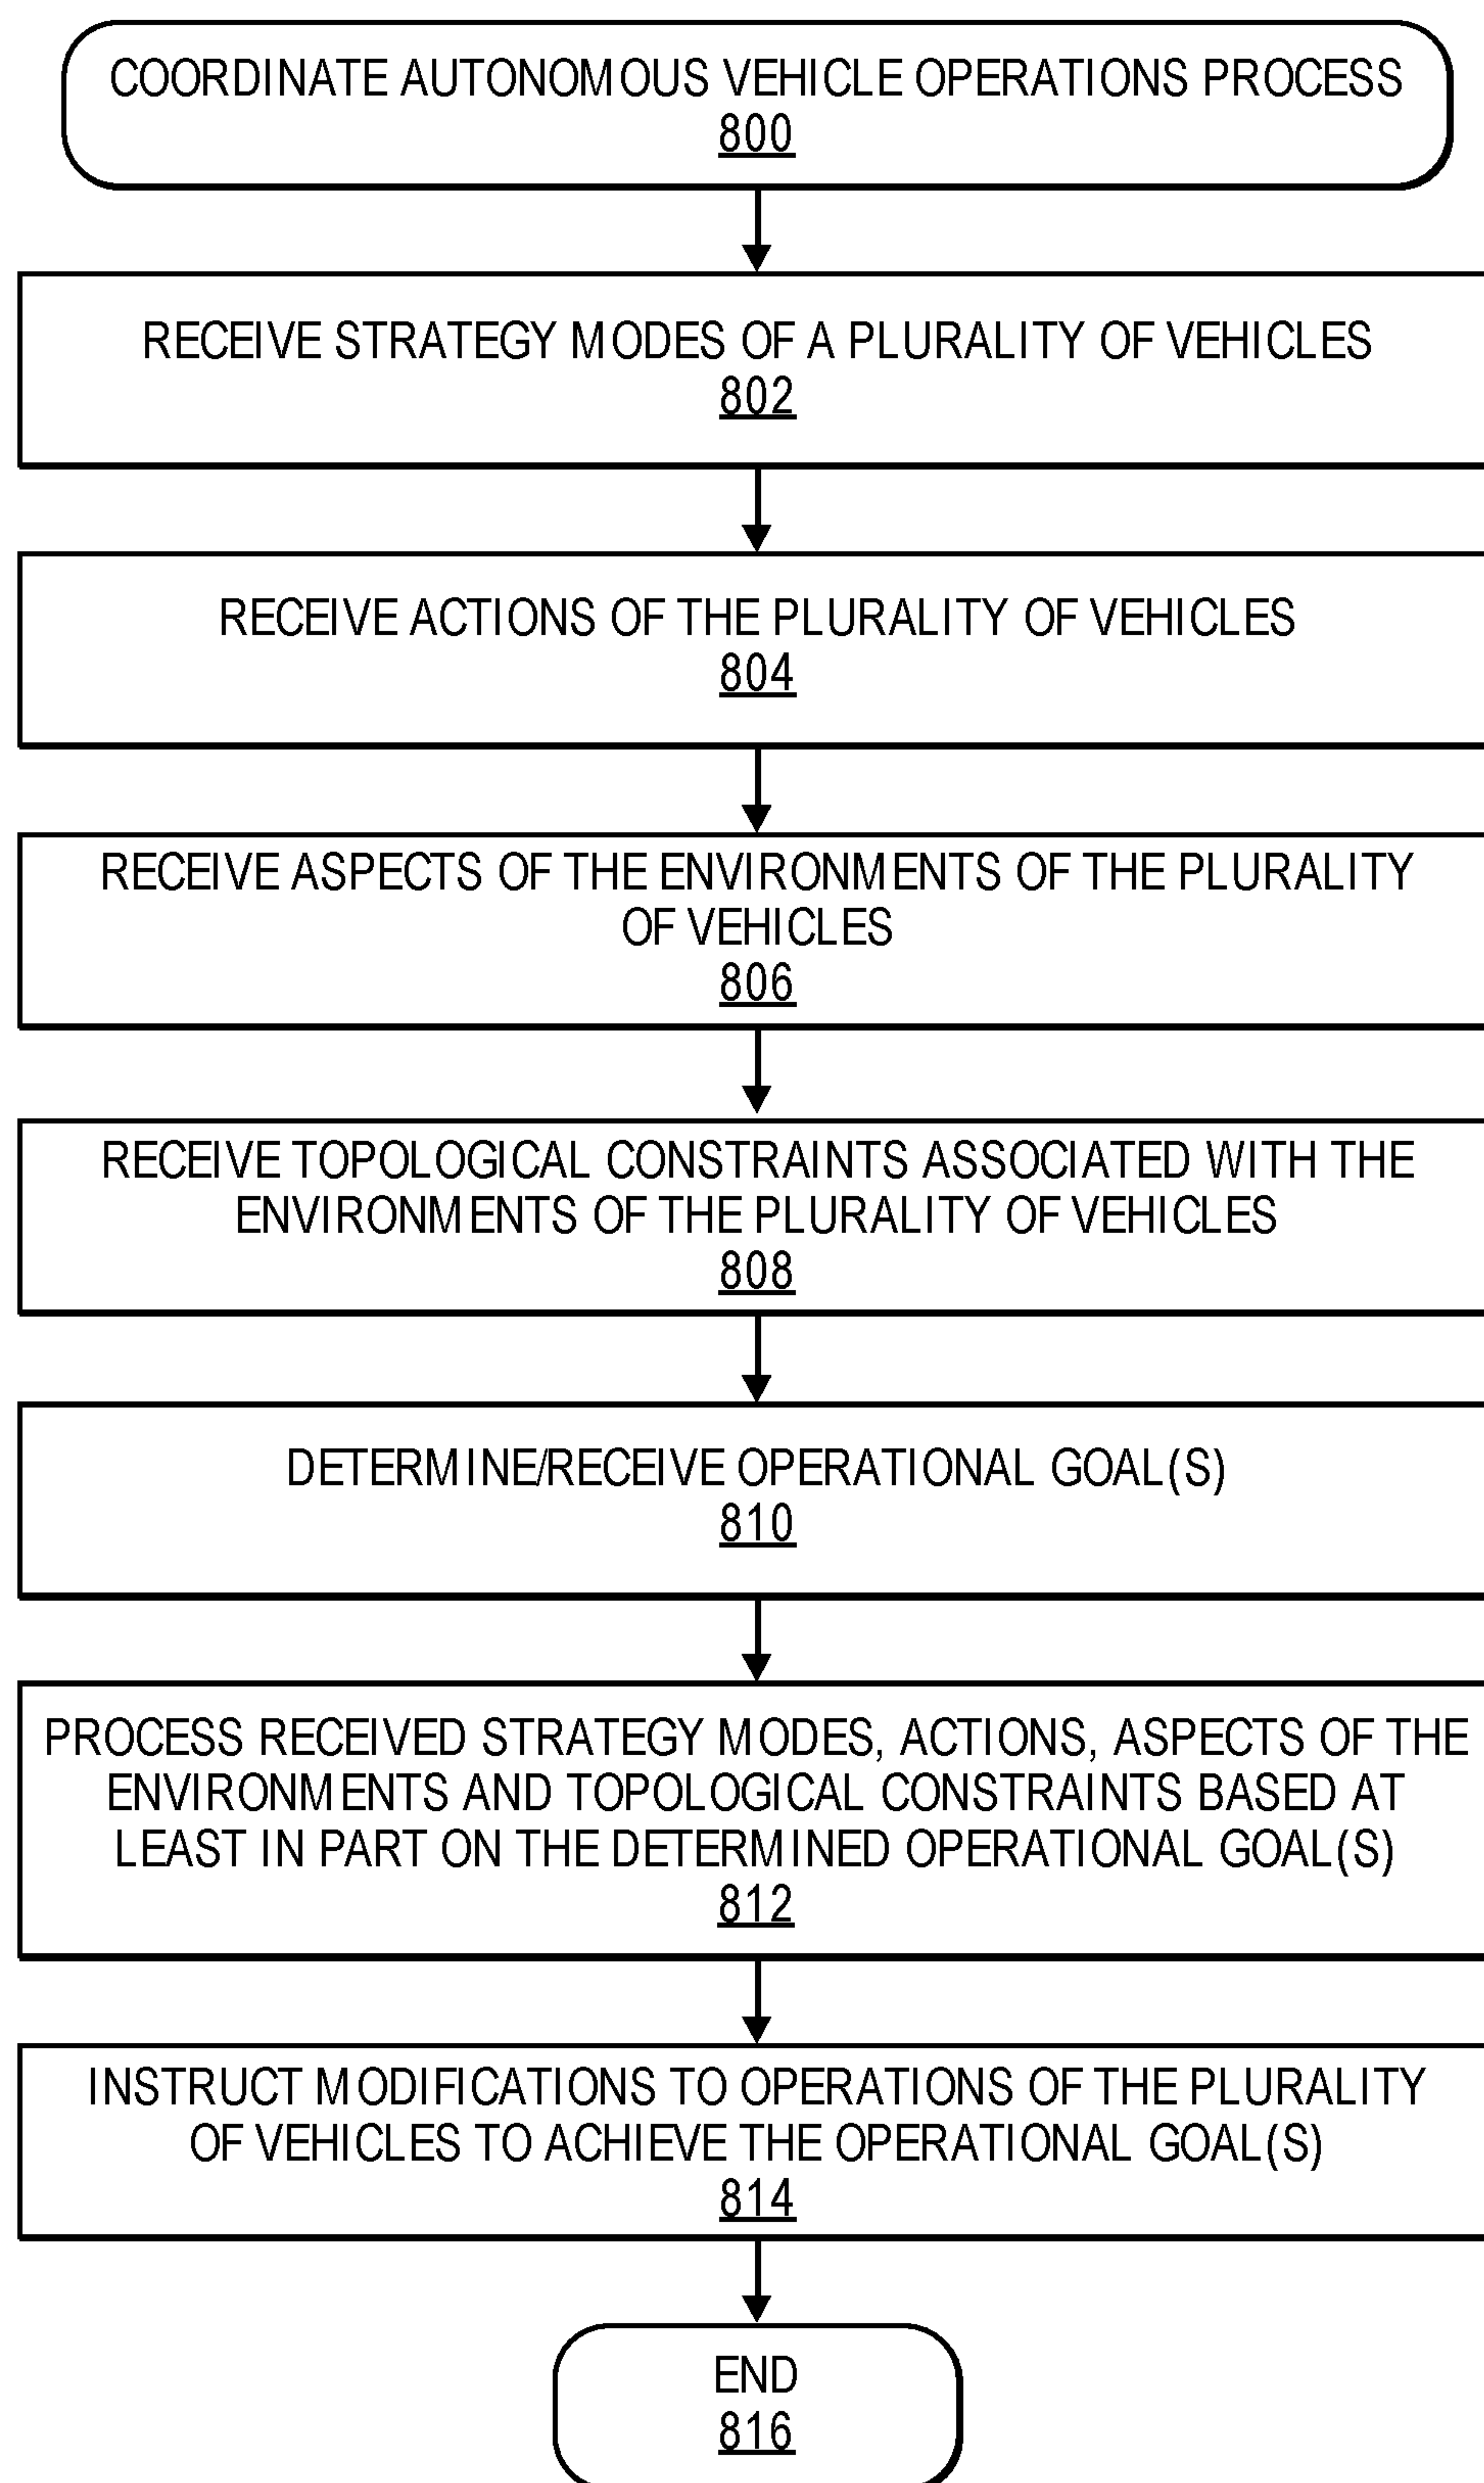 COORDINATE AUTONOMOUS VEHICLE OPERATIONS PROCESS
800
RECEIVE STRATEGY MODES OF A PLURALITY OF VEHICLES
802
RECEIVE ACTIONS OF THE PLURALITY OF VEHICLES
804
RECEIVE ASPECTS OF THE ENVIRONMENTS OF THE PLURALITY
OF VEHICLES
806
RECEIVE TOPOLOGICAL CONSTRAINTS ASSOCIATED WITH THE
ENVIRONMENTS OF THE PLURALITY OF VEHICLES
808
DETERMINE/RECEIVE OPERATIONAL GOAL(S)
810
PROCESS RECEIVED STRATEGY MODES, ACTIONS, ASPECTS OF THE
ENVIRONMENTS AND TOPOLOGICAL CONSTRAINTS BASED AT
LEAST IN PART ON THE DETERMINED OPERATIONAL GOAL(S)
812
INSTRUCT MODIFICATIONS TO OPERATIONS OF THE PLURALITY
OF VEHICLES TO ACHIEVE THE OPERATIONAL GOAL(S)
814
END
816